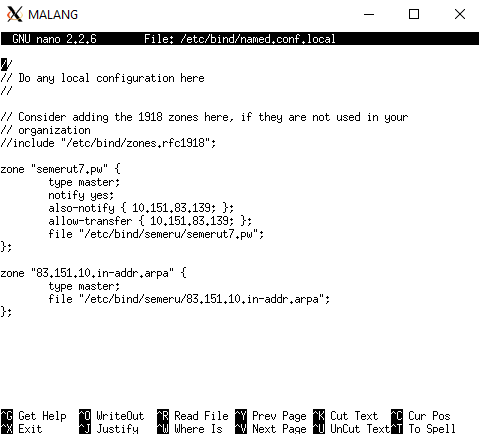 MALANG
GNU nano 2.2.6 File: /etc/bind/named.conf.local
//
// Do any local configuration here
//
// Consider adding the 1918 zones here, if they are not used in your
// organization
//include "/etc/bind/zones.rfc1918";
zone "semerut7.pw" {
type master;
notify yes;
also-notify { 10.151.83.139; };
allow-transfer { 10.151.83.139; };
file "/etc/bind/semeru/semerut7.pw";
};
zone "83.151.10.in-addr.arpa" {
type master;
file "/etc/bind/semeru/83.151.10.in-addr.arpa";
};
^G Get Help ^O WriteOut ^R Read File ^Y Prev Page ^K Cut Text ^C Cur Pos
^X Exit ^J Justify ^W Where Is ^V Next Page ^U UnCut Text ^T To Spell